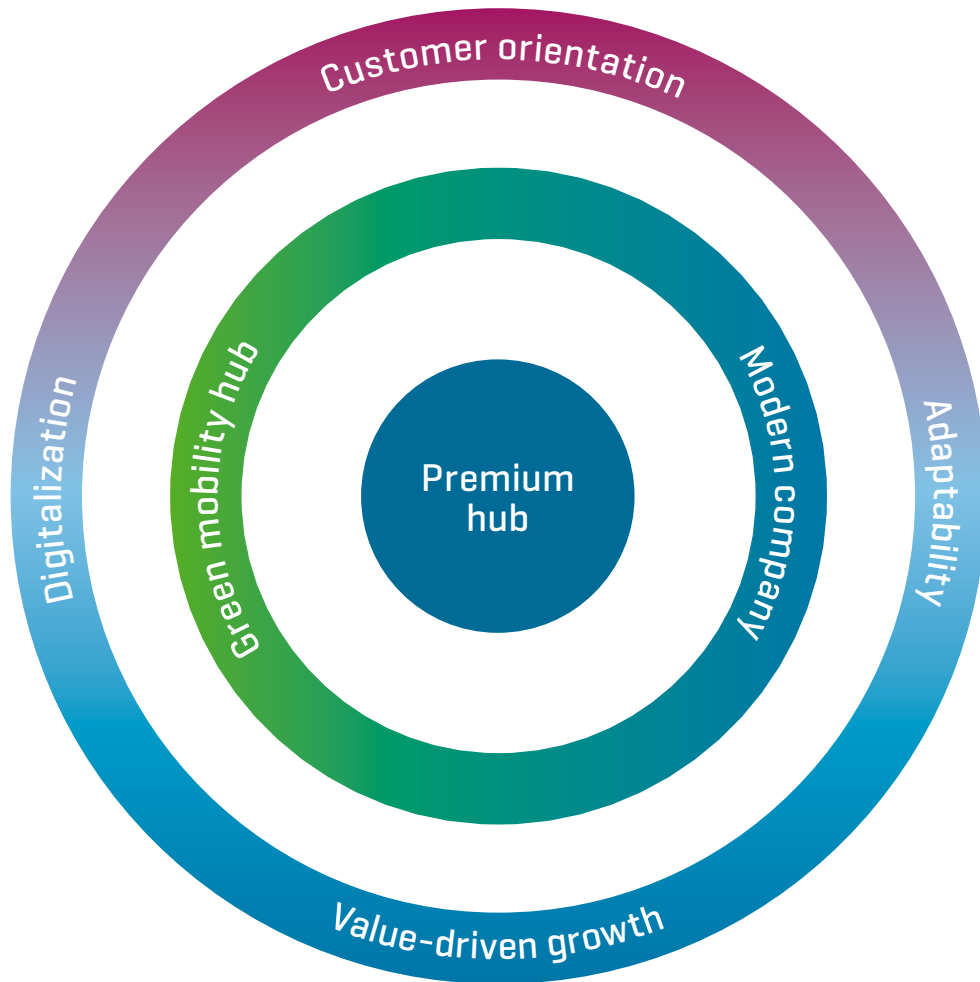 Customer orientation
Digitalization
Green mobility hub
Premium
hub
Modern company
Adaptability
Value-driven growth